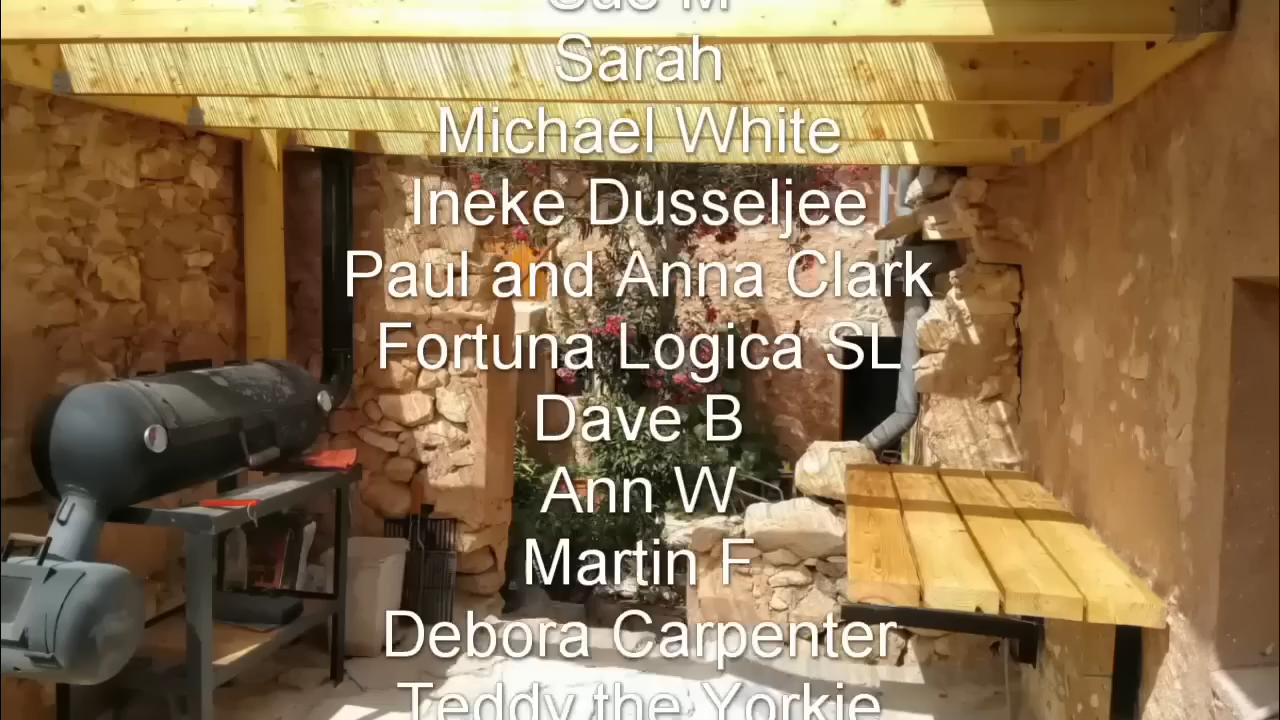 Sue M
Sarah
Michael White
Ineke Dusseljee
Paul and Anna Clark
Fortuna Logica SL
Dave B
Ann W
Martin F
Debora Carpenter
Teddy the Yorkie